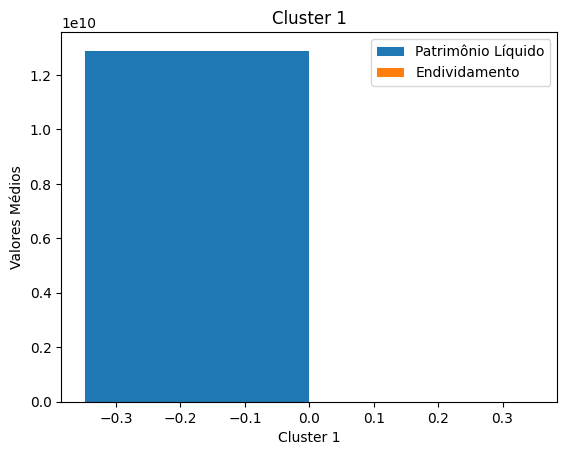 Cluster 1
1e10
Patrimônio Líquido
Endividamento
1.2
1.0
0.8
0.6
0.4
0.2
0.0
Valores Médios
−0.3 −0.2 −0.1 0.0 0.1 0.2 0.3
Cluster 1